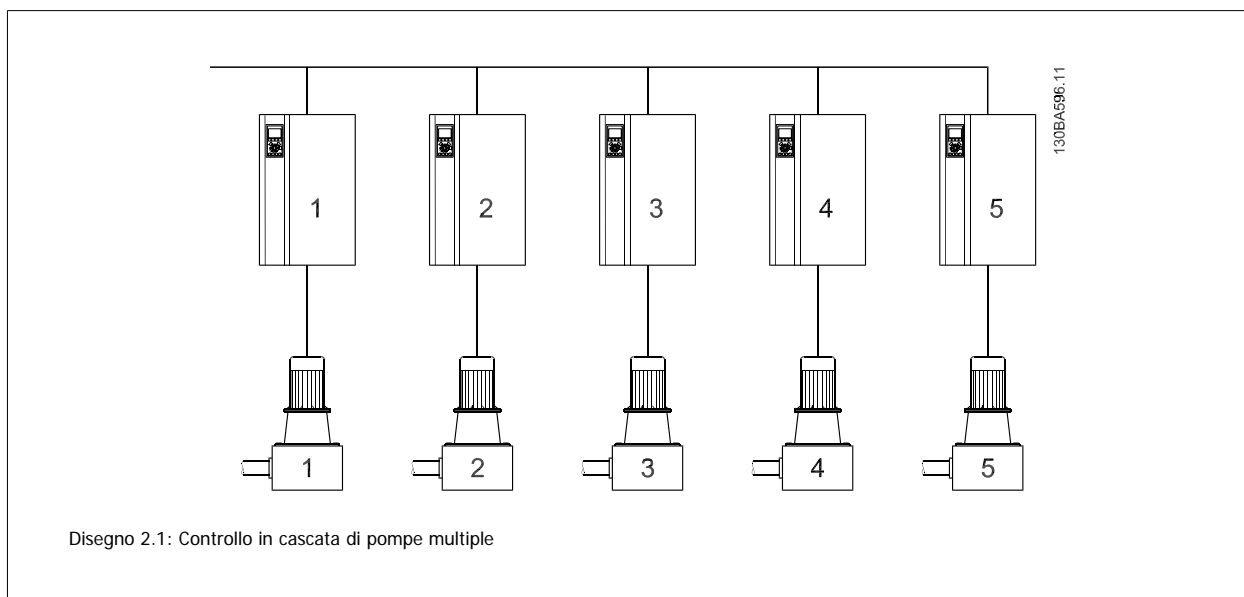 130BA596.11
1 2 3 4 5
1 2 3 4 5
Disegno 2.1: Controllo in cascata di pompe multiple